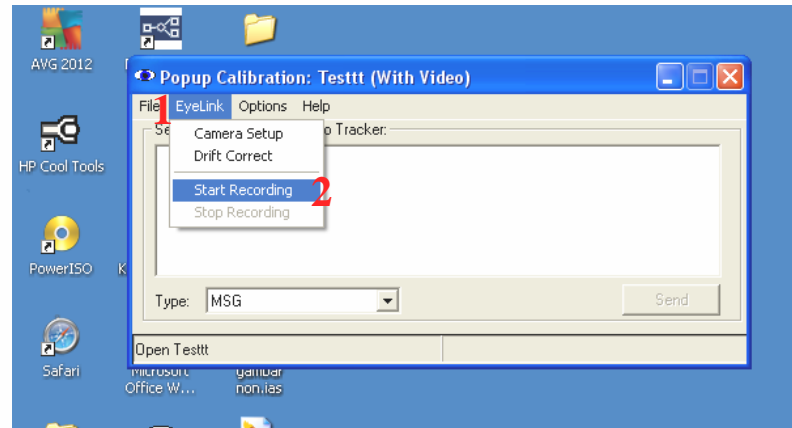 AVG 2012
Popup Calibration: Testtt (With Video)
File EyeLink Options Help
1
Se
o Tracker:
Camera Setup
Drift Correct
Start Recording
2
Stop Recording
HP Cool Tools
PowerISO
K
Type: MSG
Send
Open Testtt
Safari
Microsoft
Office W...
gambar
non.ias